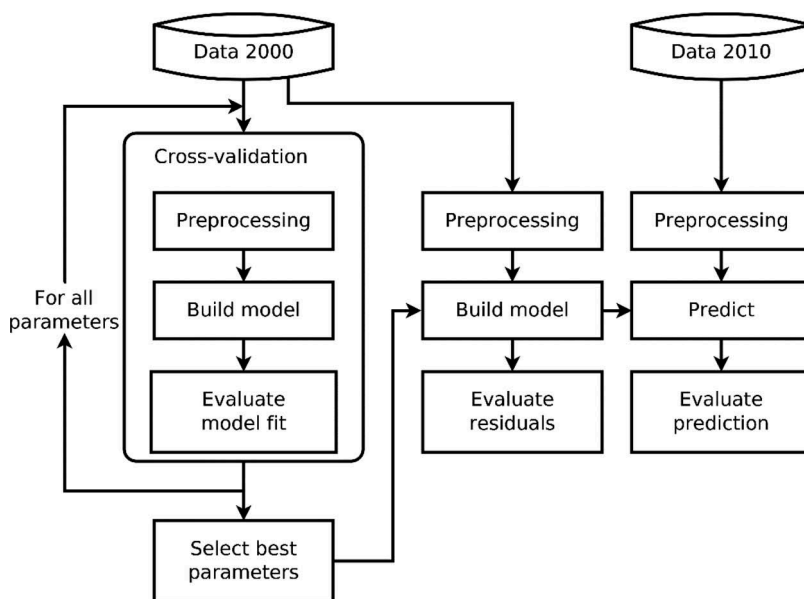 Data 2000
Data 2010
Cross-validation
Preprocessing
Preprocessing
Preprocessing
For all
parameters
Build model
Build model
Predict
Evaluate
model fit
Evaluate
residuals
Evaluate
prediction
Select best
parameters